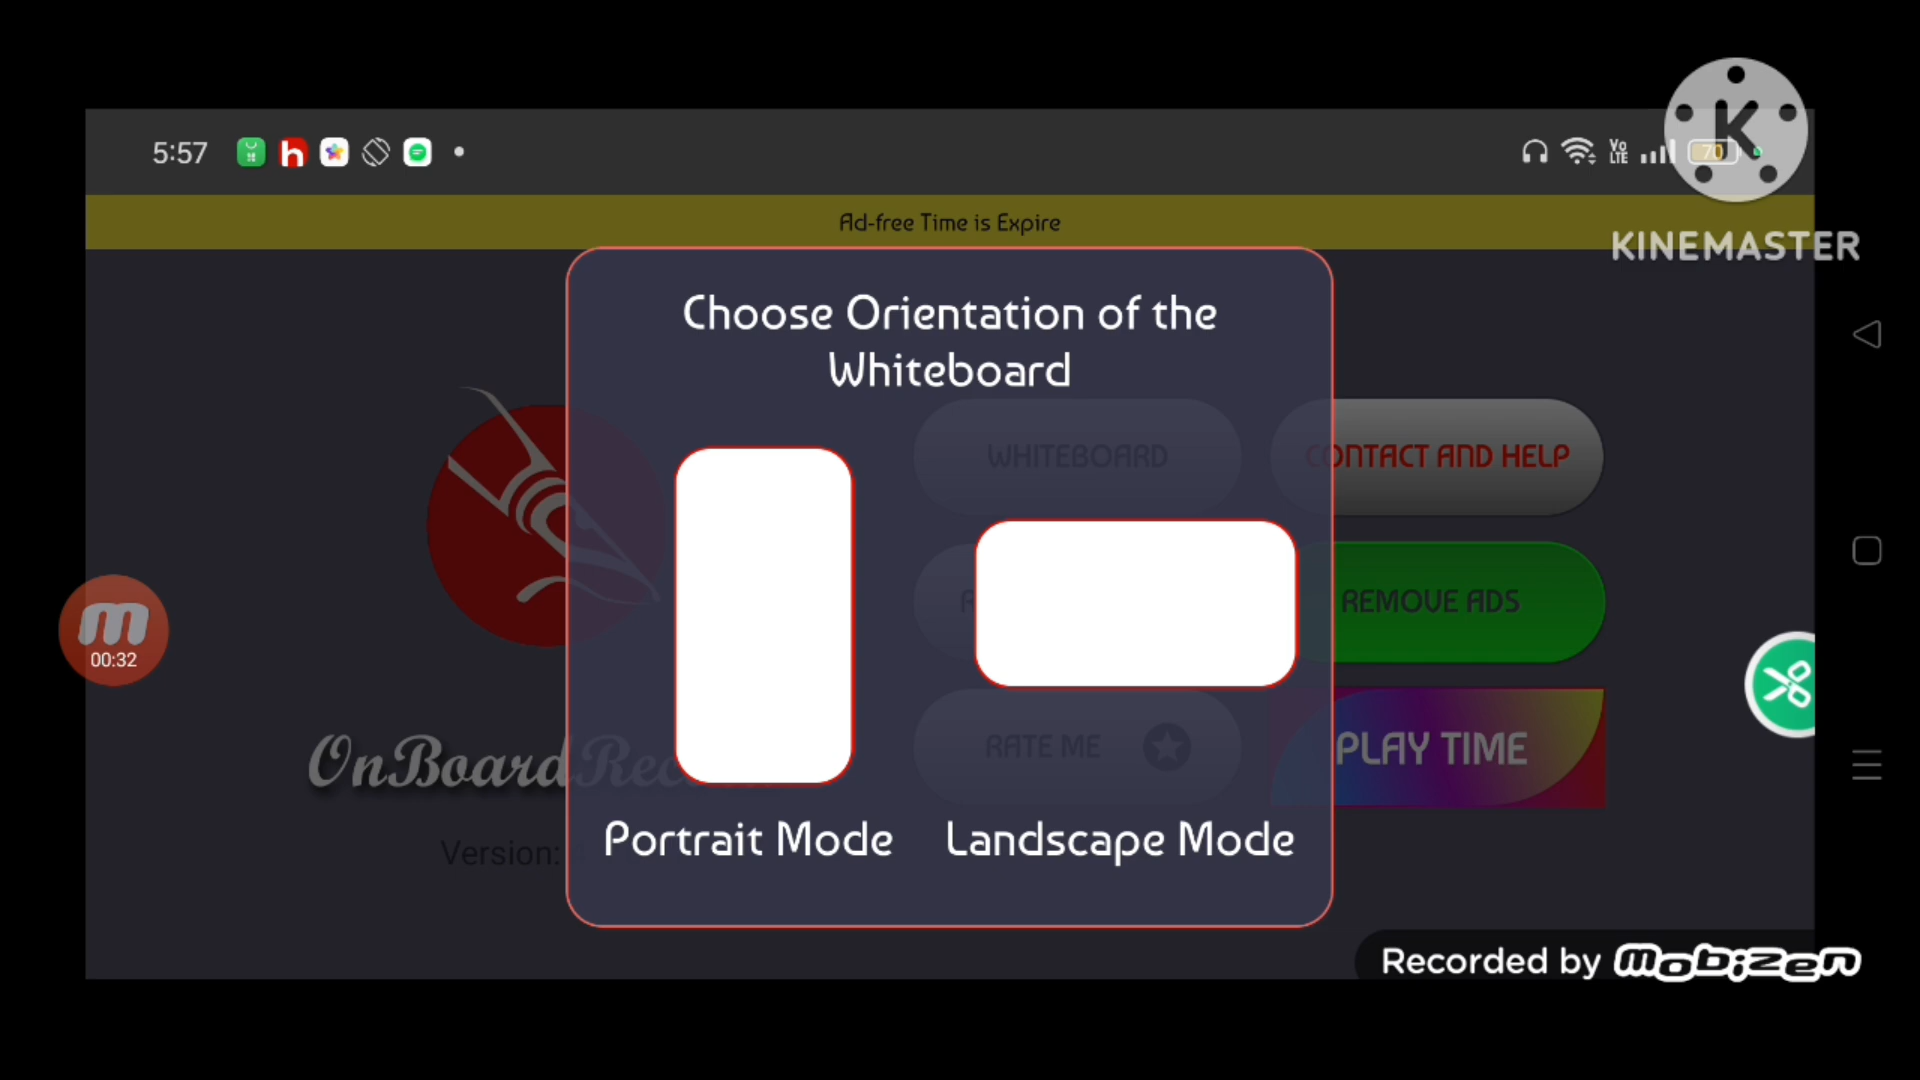 5:57
70
KINEMASTER
Ad-free Time is Expire
Choose Orientation of the
Whiteboard
WHITEBOARD
CONTACT AND HELP
REMOVE ADS
00:32
RATE ME
PLAY TIME
OnBoard
Version:
Portrait Mode
Landscape Mode
Recorded by mobizen